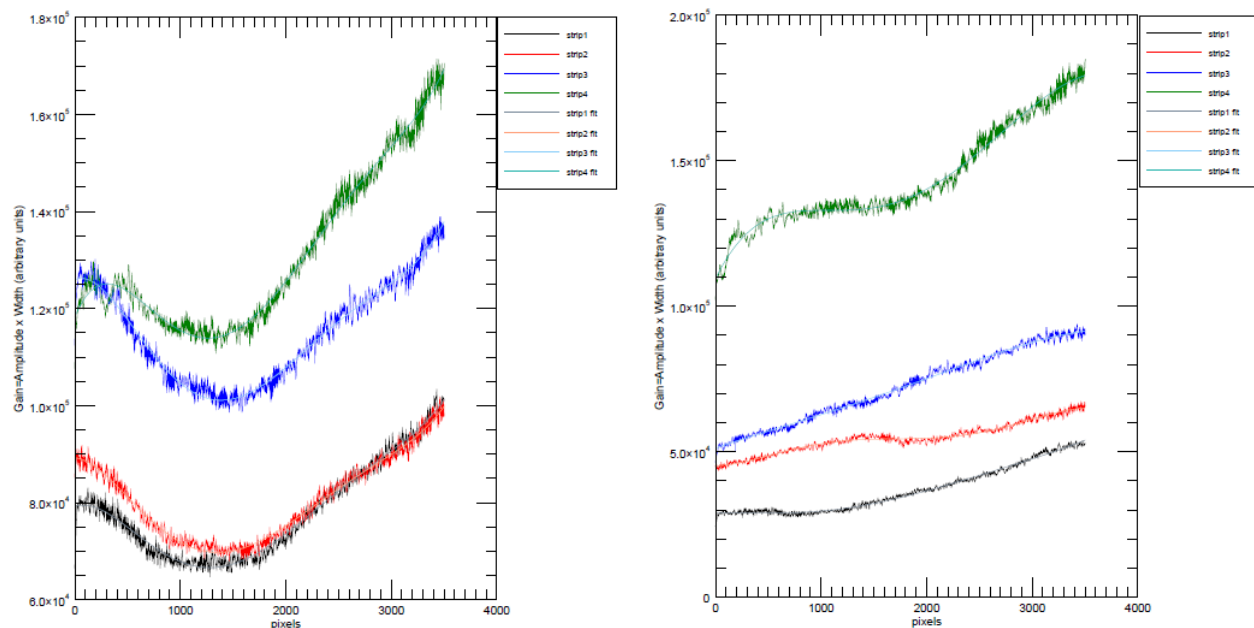 1.8×10⁵
1.6×10⁵
1.4×10⁵
1.2×10⁵
1.0×10⁵
8.0×10⁴
6.0×10⁴
Gain=Amplitude x Width (arbitrary units)
0 1000 2000 3000 4000
pixels
strip1
strip2
strip3
strip4
strip1 fit
strip2 fit
strip3 fit
strip4 fit
2.0×10⁵
1.5×10⁵
1.0×10⁵
5.0×10⁴
0
Gain=Amplitude x Width (arbitrary units)
0 1000 2000 3000 4000
pixels
strip1
strip2
strip3
strip4
strip1 fit
strip2 fit
strip3 fit
strip4 fit